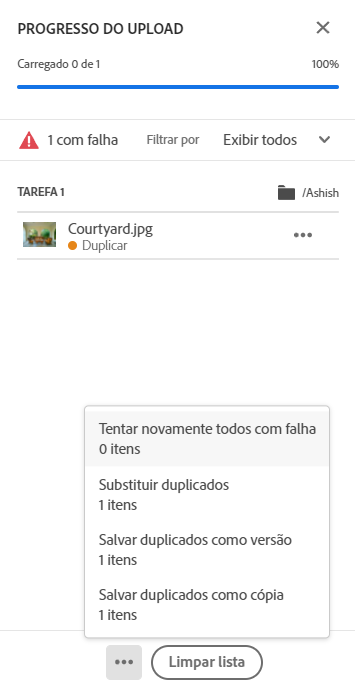 PROGRESSO DO UPLOAD
Carregado 0 de 1 100%
1 com falha Filtrar por Exibir todos
TAREFA 1 /Ashish
Courtyard.jpg
Duplicar
Tentar novamente todos com falha
0 itens
Substituir duplicados
1 itens
Salvar duplicados como versão
1 itens
Salvar duplicados como cópia
1 itens
Limpar lista